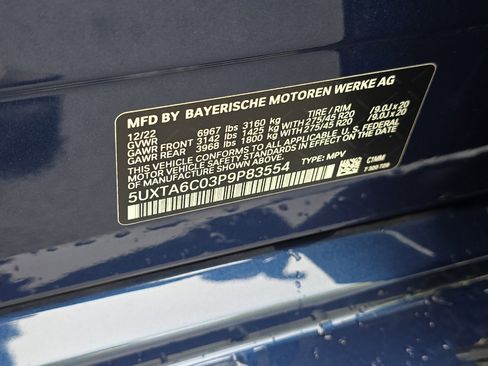 MFD BY BAYERISCHE MOTOREN WERKE AG
12/22 6967 lbs 3160 kg TIRE / RIM
GVWR
GAWR FRONT 3142 lbs 1425 kg WITH 275/45 R20 /9.0J x 20
GAWR REAR 3968 lbs 1800 kg WITH 275/45 R20 /9.0J x 20
THIS VEHICLE CONFORMS TO ALL APPLICABLE U.S. FEDERAL
MOTOR VEHICLE SAFETY STANDARDS IN EFFECT ON THE
DATE OF MANUFACTURE SHOWN ABOVE.
5UXTA6C03P9P83554 TYPE: MPV C1MM